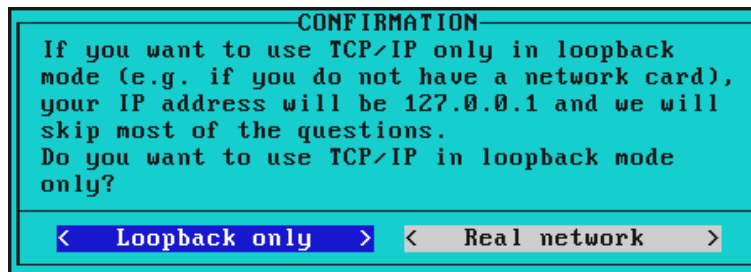 CONFIRMATION
If you want to use TCP/IP only in loopback
mode (e.g. if you do not have a network card),
your IP address will be 127.0.0.1 and we will
skip most of the questions.
Do you want to use TCP/IP in loopback mode
only?
< Loopback only > < Real network >